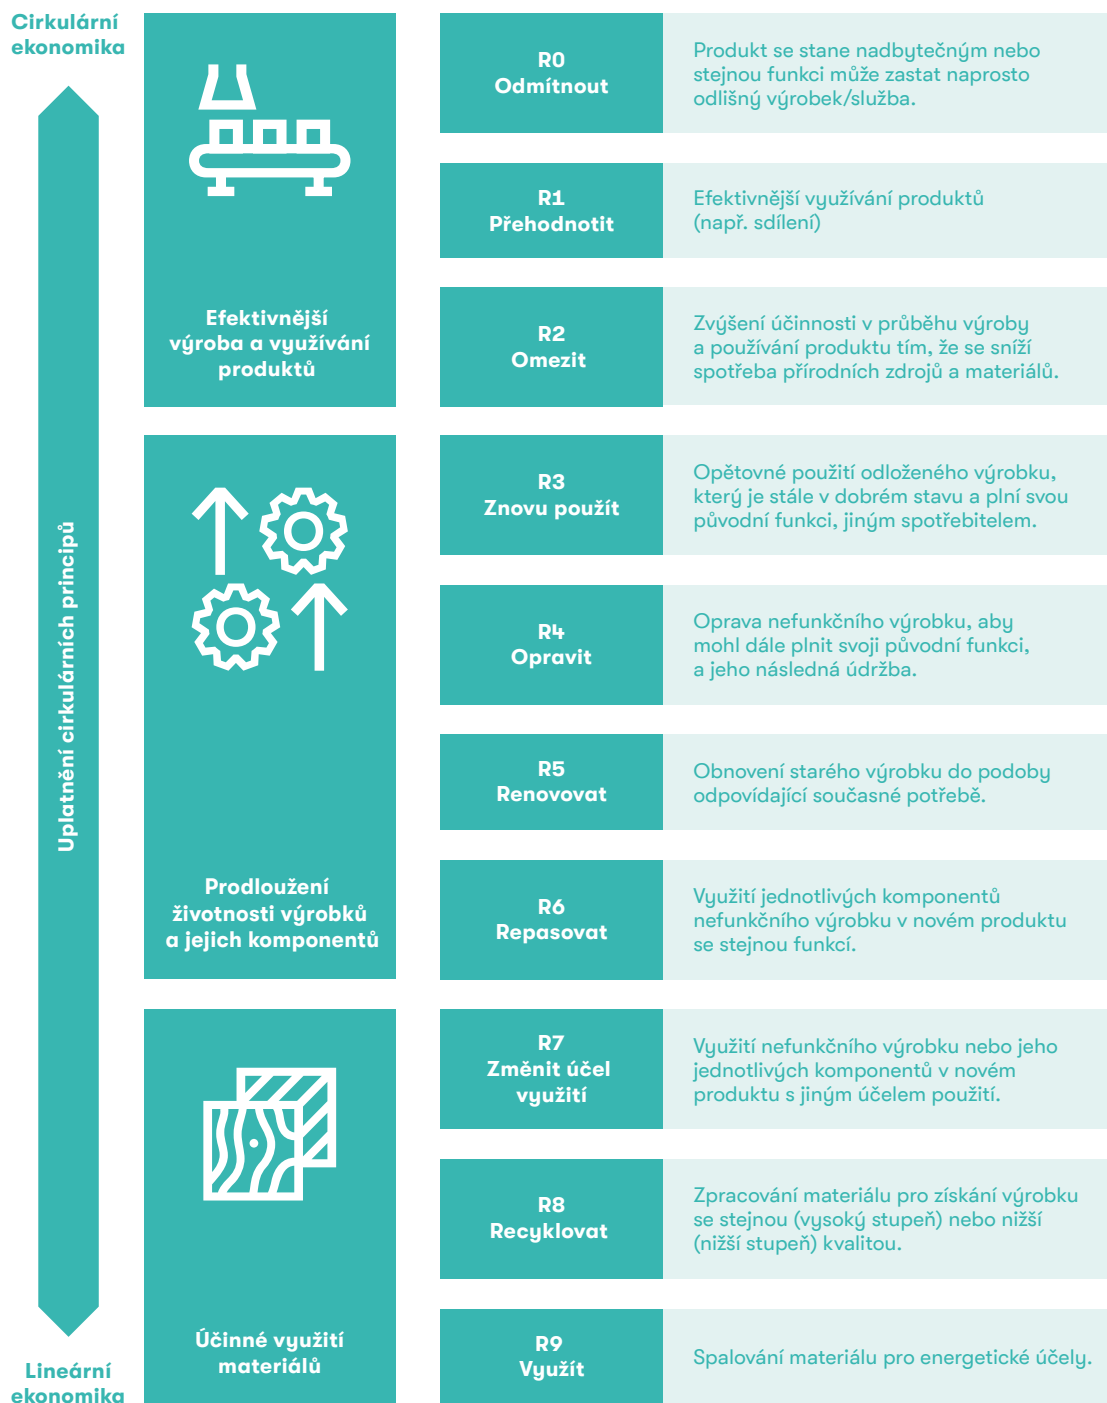 Cirkulární
ekonomika
Uplatnění cirkulárních principů
Lineární
ekonomika
Efektivnější
výroba a využívání
produktů
R0
Odmítnout
Produkt se stane nadbytečným nebo
stejnou funkci může zastat naprosto
odlišný výrobek/služba.
R1
Přehodnotit
Efektivnější využívání produktů
(např. sdílení)
R2
Omezit
Zvýšení účinnosti v průběhu výroby
a používání produktu tím, že se sníží
spotřeba přírodních zdrojů a materiálů.
Prodloužení
životnosti výrobků
a jejich komponentů
R3
Znovu použít
Opětovné použití odloženého výrobku,
který je stále v dobrém stavu a plní svou
původní funkci, jiným spotřebitelem.
R4
Opravit
Oprava nefunkčního výrobku, aby
mohl dále plnit svoji původní funkci,
a jeho následná údržba.
R5
Renovovat
Obnovení starého výrobku do podoby
odpovídající současné potřebě.
R6
Repasovat
Využití jednotlivých komponentů
nefunkčního výrobku v novém produktu
se stejnou funkcí.
Účinné využití
materiálů
R7
Změnit účel
využití
Využití nefunkčního výrobku nebo jeho
jednotlivých komponentů v novém
produktu s jiným účelem použití.
R8
Recyklovat
Zpracování materiálu pro získání výrobku
se stejnou (vysoký stupeň) nebo nižší
(nižší stupeň) kvalitou.
R9
Využít
Spalování materiálu pro energetické účely.